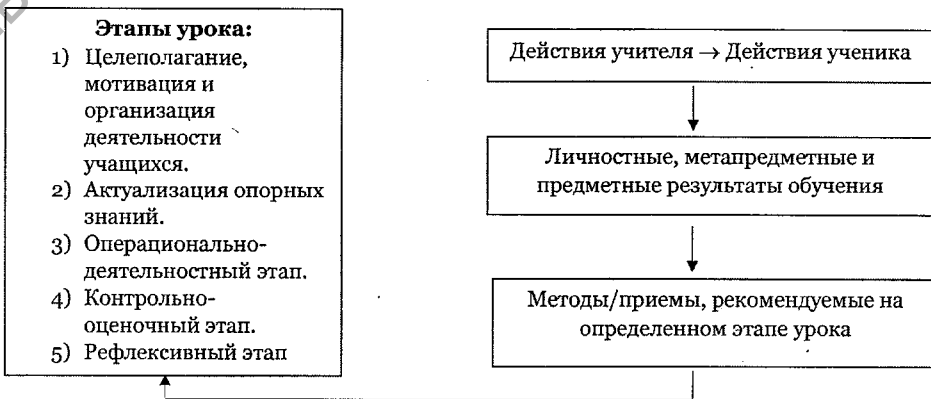 Этапы урока:
1) Целеполагание,
мотивация и
организация
деятельности
учащихся.
2) Актуализация опорных
знаний.
3) Операционально-
деятельностный этап.
4) Контрольно-
оценочный этап.
5) Рефлексивный этап
Действия учителя → Действия ученика
Личностные, метапредметные и
предметные результаты обучения
Методы/приемы, рекомендуемые на
определенном этапе урока